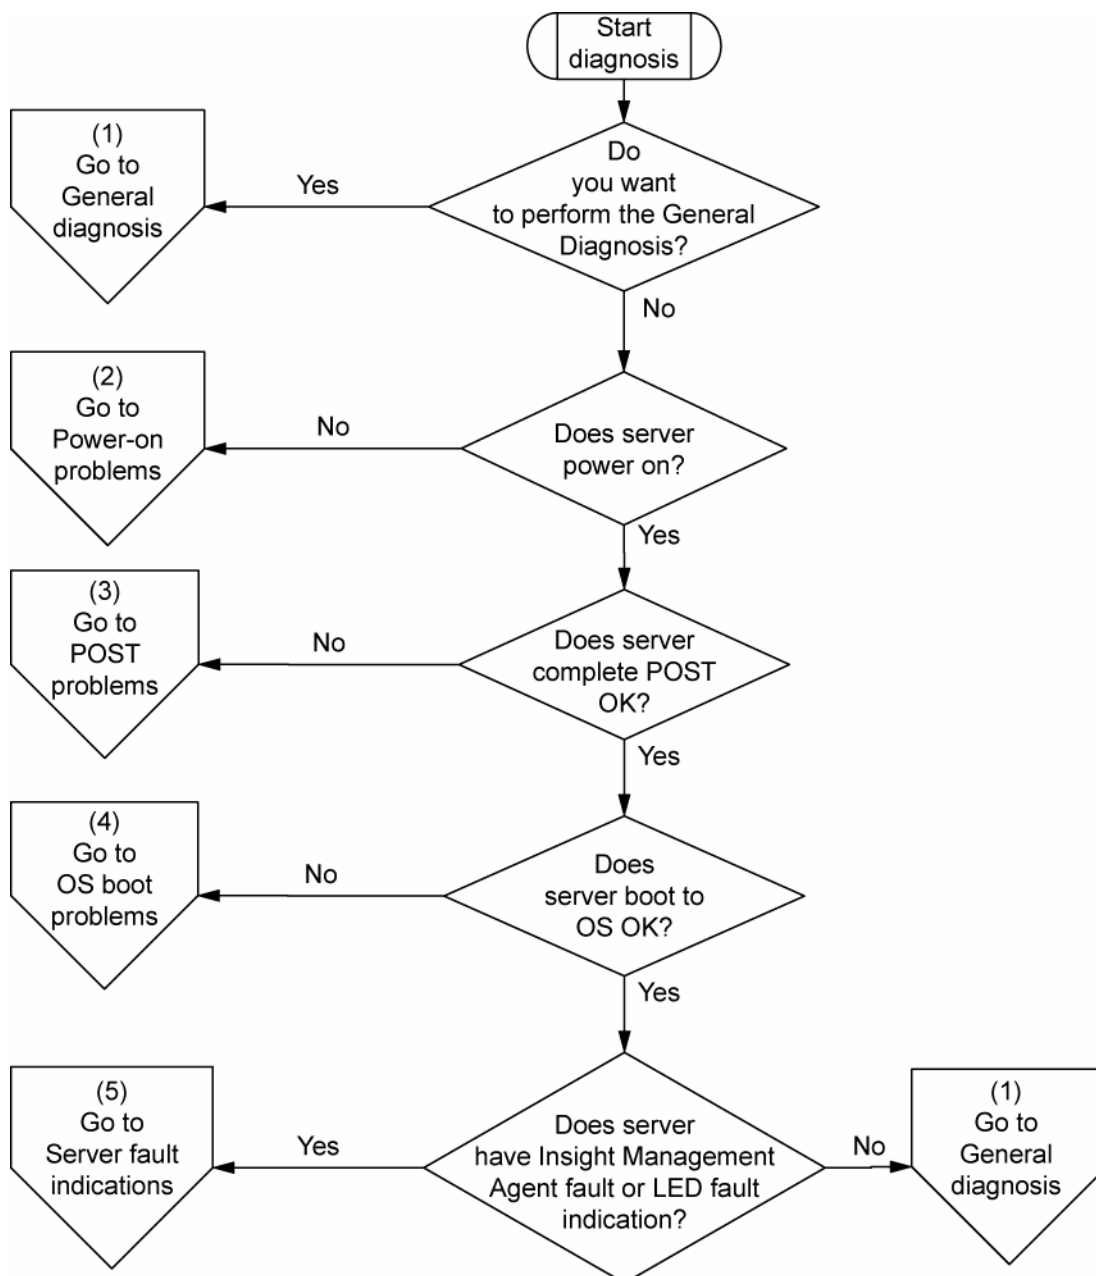 Start
diagnosis
Do
you want
to perform the General
Diagnosis?
Yes
(1)
Go to
General
diagnosis
No
Does server
power on?
No
(2)
Go to
Power-on
problems
Yes
Does server
complete POST
OK?
No
(3)
Go to
POST
problems
Yes
Does
server boot to
OS OK?
No
(4)
Go to
OS boot
problems
Yes
Does server
have Insight Management
Agent fault or LED fault
indication?
Yes
(5)
Go to
Server fault
indications
No
(1)
Go to
General
diagnosis